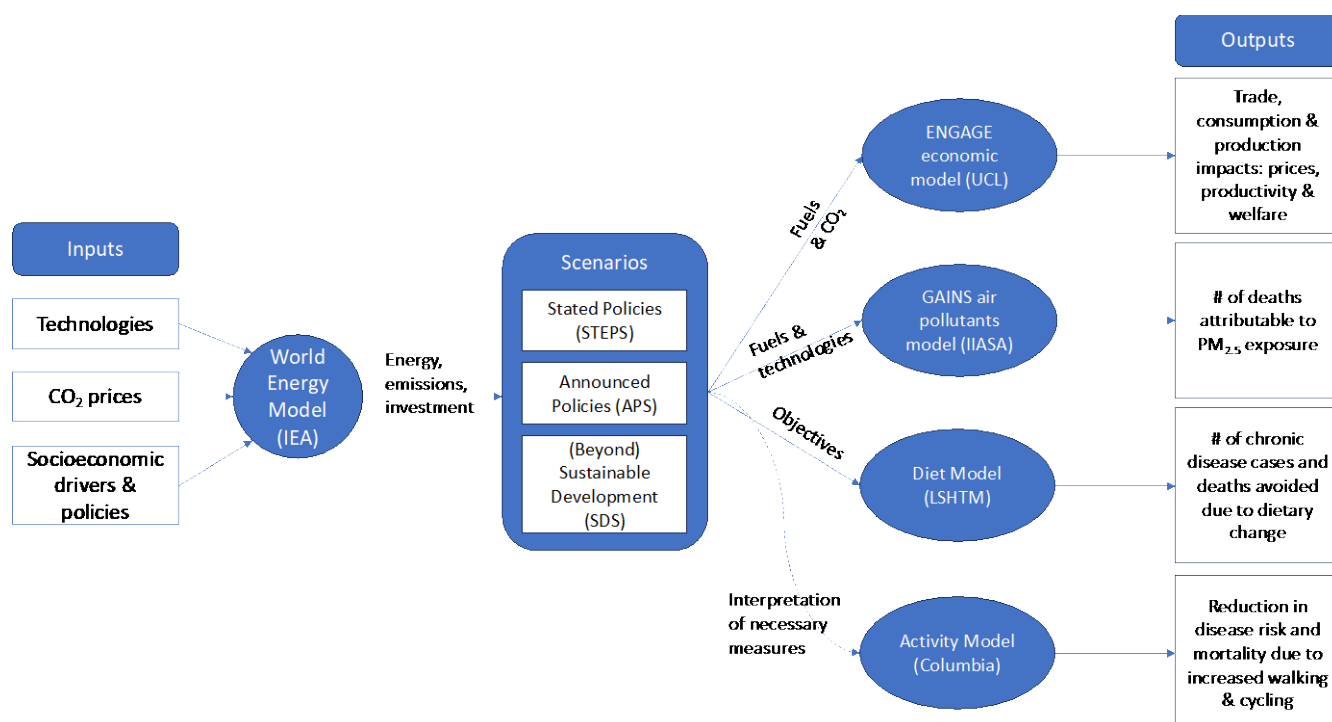 Inputs
Technologies
CO₂ prices
Socioeconomic
drivers &
policies
World
Energy
Model
(IEA)
Energy,
emissions,
investment
Scenarios
Stated Policies
(STEPS)
Announced
Policies (APS)
(Beyond)
Sustainable
Development
(SDS)
Fuels
& CO₂
Fuels &
technologies
Objectives
Interpretation
of necessary
measures
ENGAGE
economic
model (UCL)
GAINS air
pollutants
model (IIASA)
Diet Model
(LSHTM)
Activity Model
(Columbia)
Outputs
Trade,
consumption &
production
impacts: prices,
productivity &
welfare
# of deaths
attributable to
PM₂.₅ exposure
# of chronic
disease cases and
deaths avoided
due to dietary
change
Reduction in
disease risk and
mortality due to
increased walking
& cycling